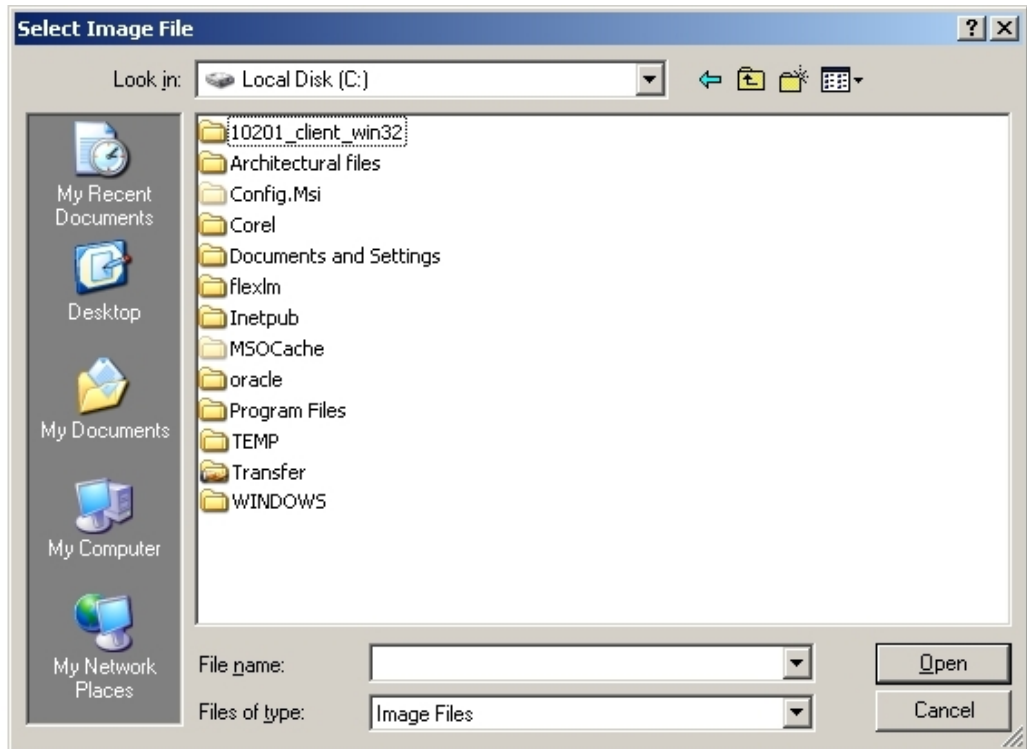 Select Image File
Look in:
Local Disk (C:)
My Recent
Documents
Desktop
My Documents
My Computer
My Network
Places
10201_client_win32
Architectural files
Config.Msi
Corel
Documents and Settings
flexlm
Inetpub
MSOCache
oracle
Program Files
TEMP
Transfer
WINDOWS
File name:
Open
Files of type:
Image Files
Cancel